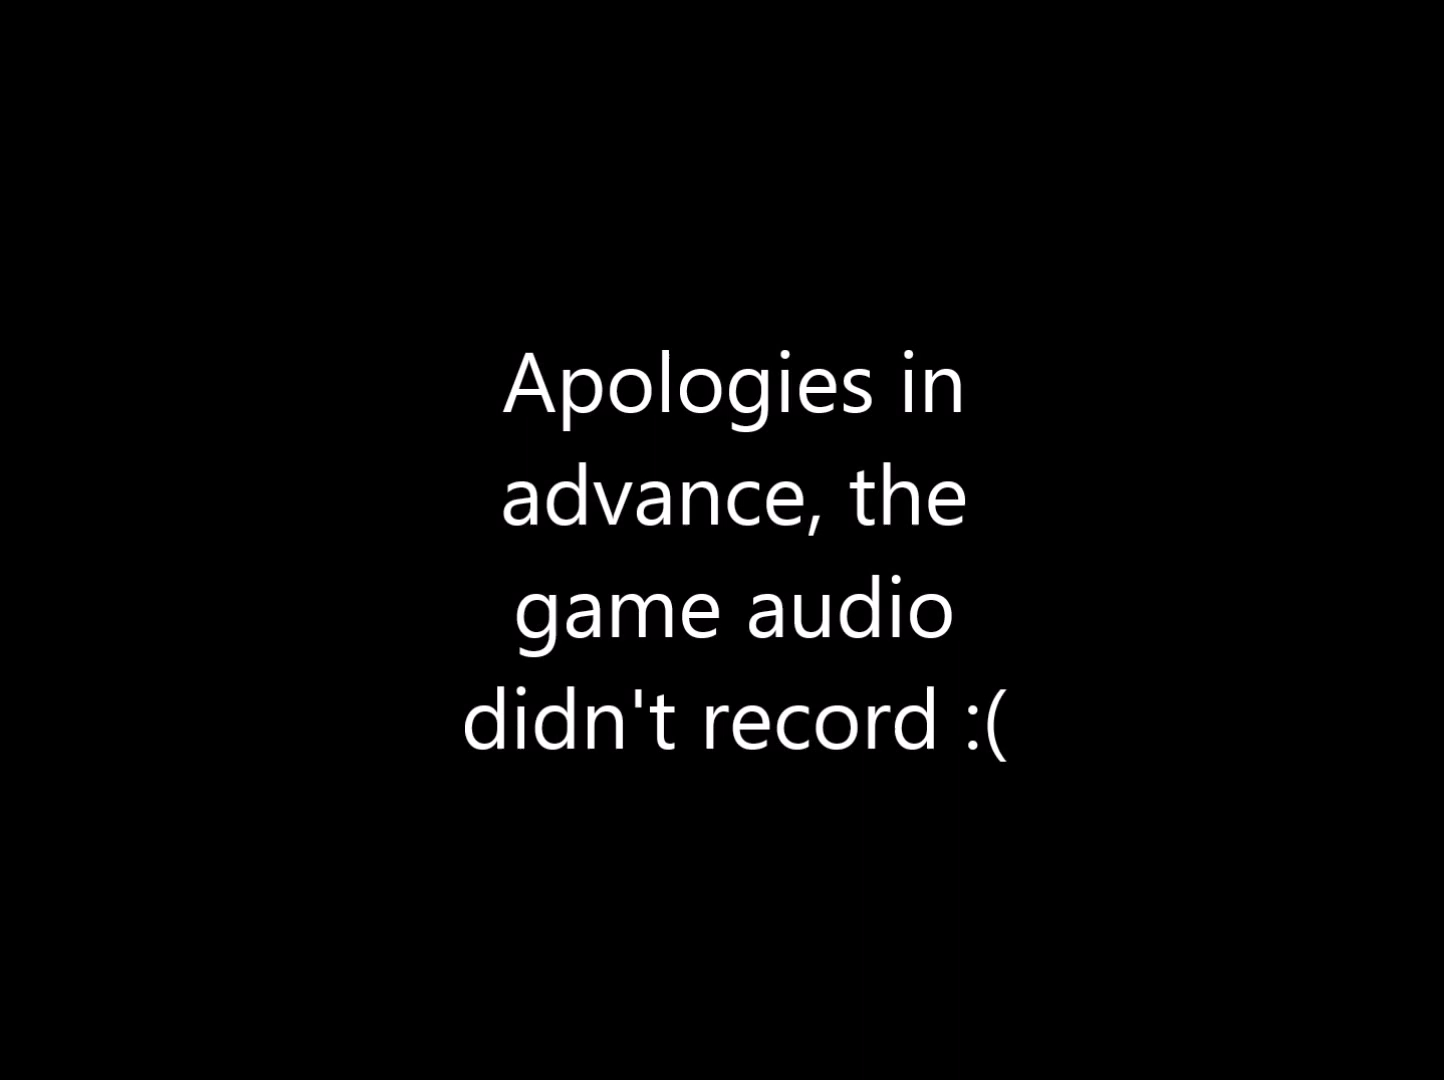 Apologies in
advance, the
game audio
didn't record :(